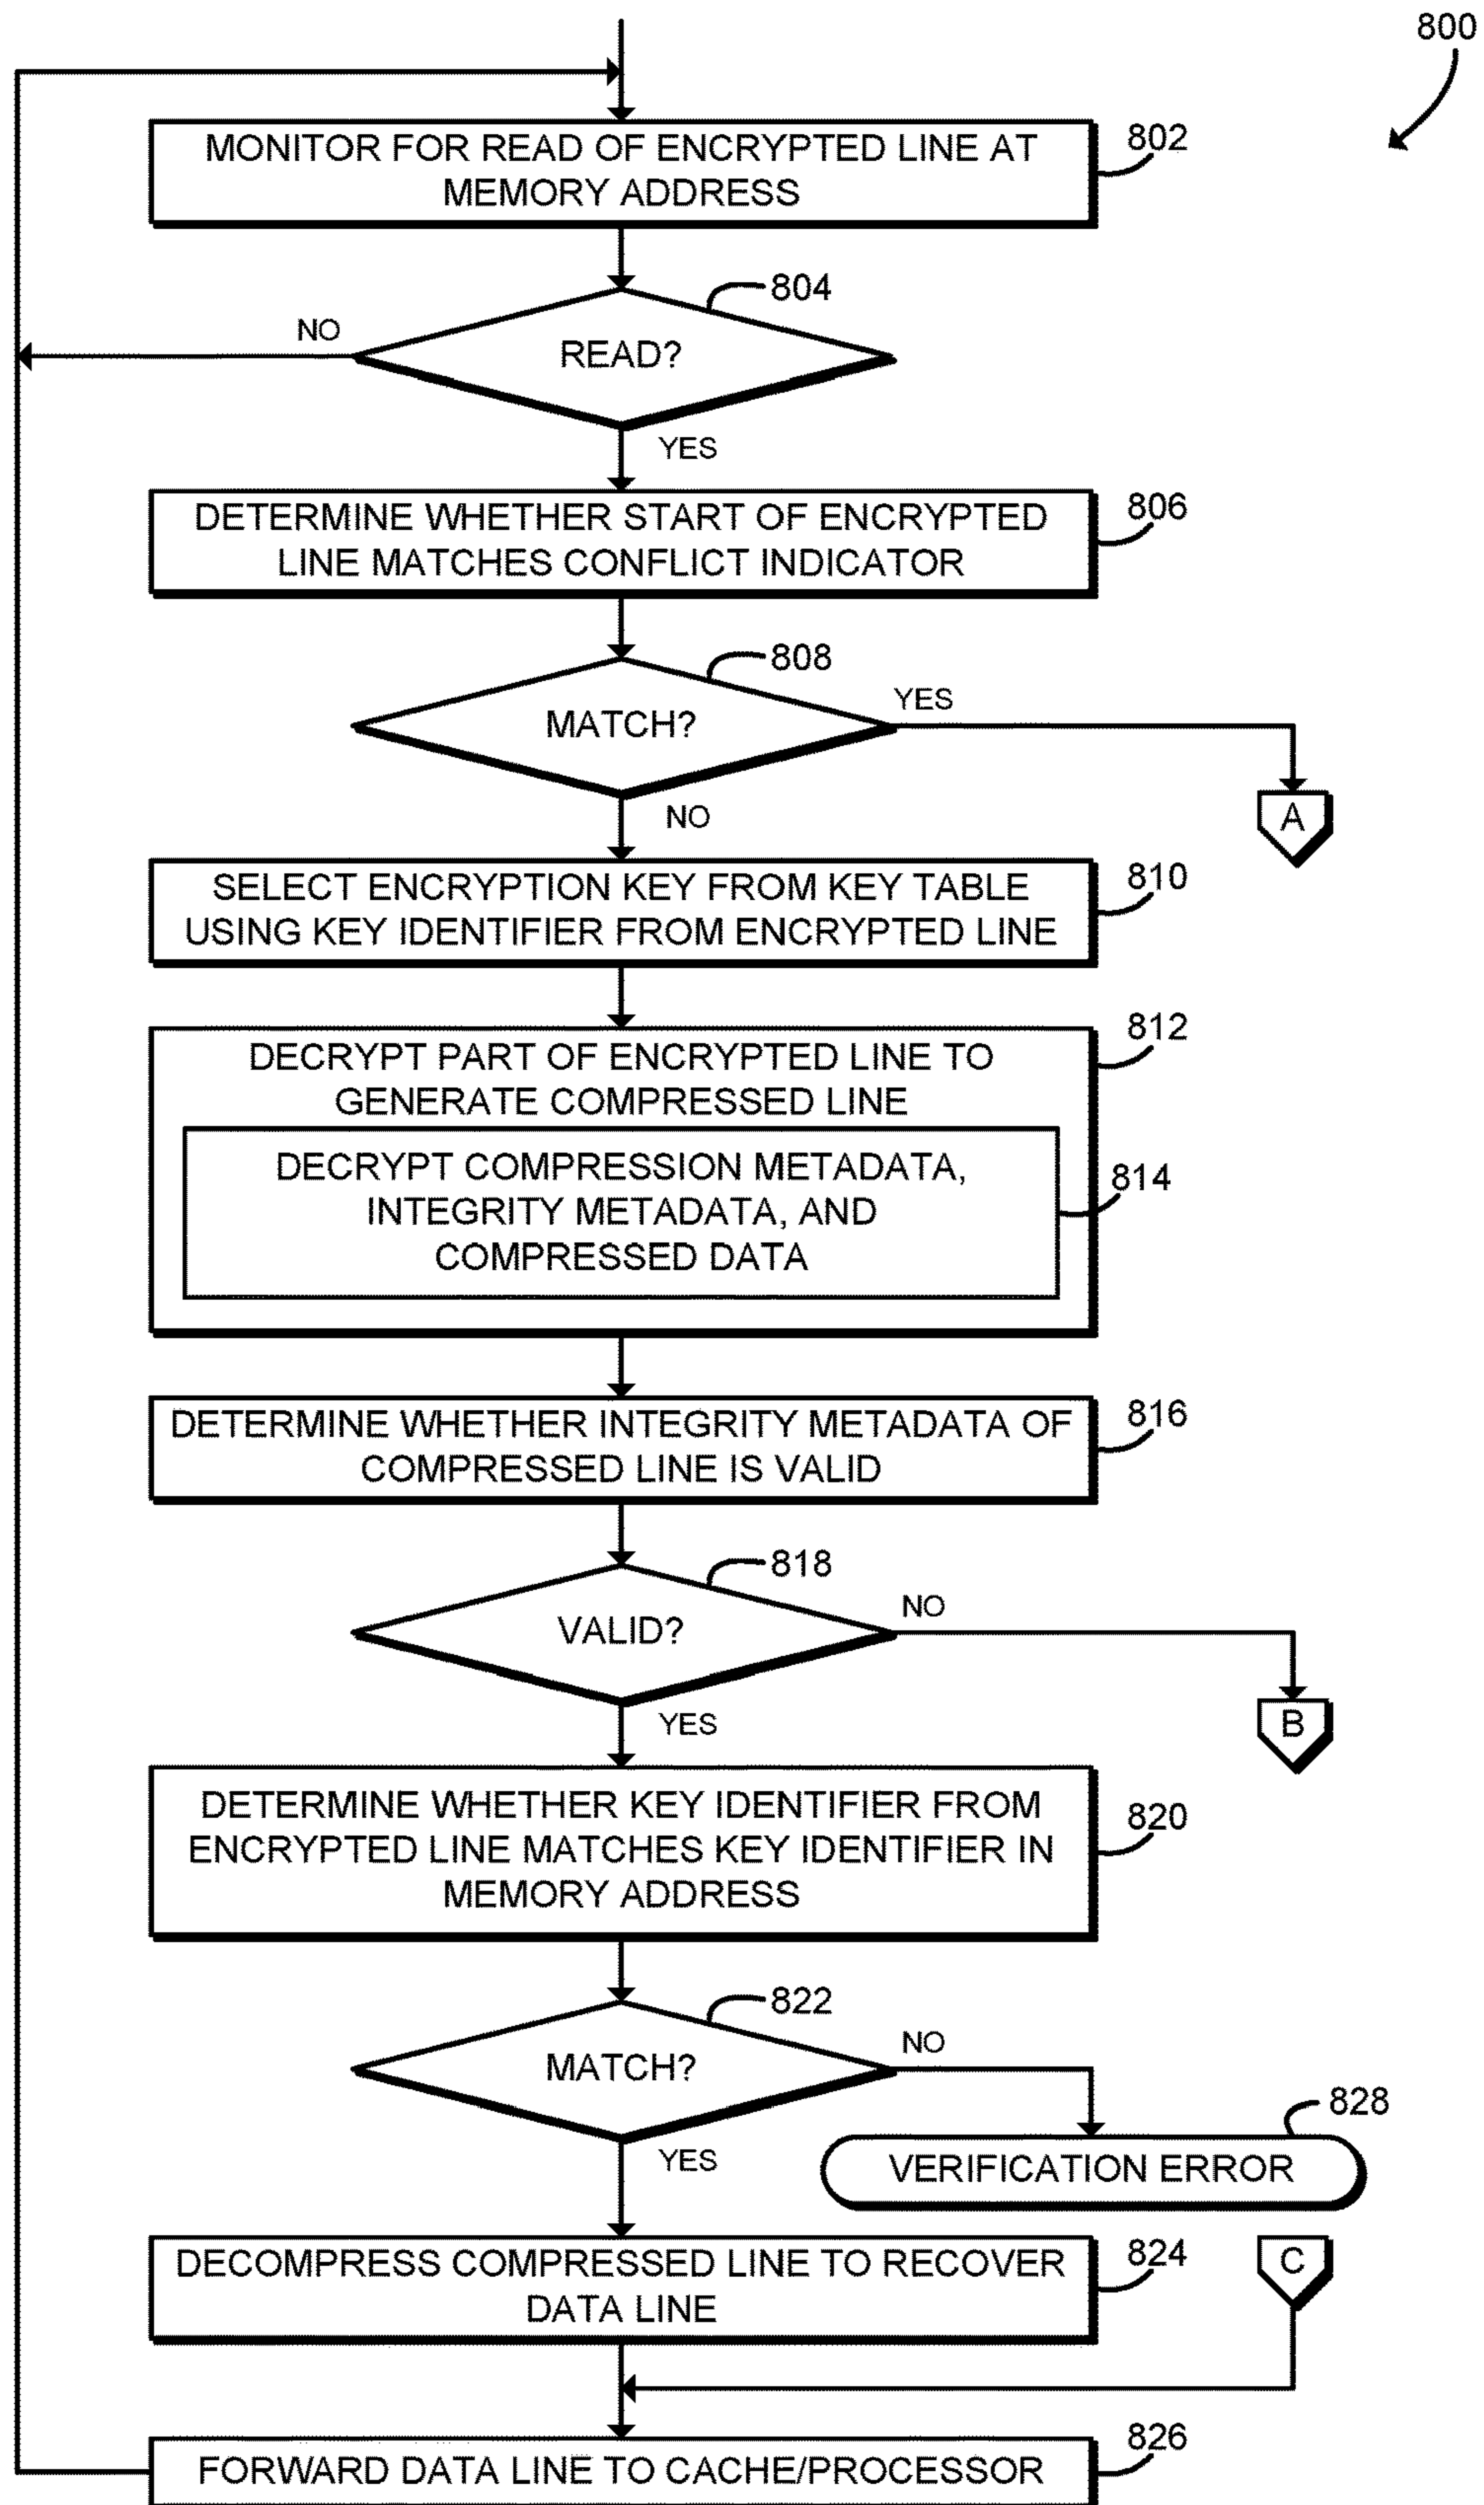 800
MONITOR FOR READ OF ENCRYPTED LINE AT
MEMORY ADDRESS
802
804
READ?
NO
YES
DETERMINE WHETHER START OF ENCRYPTED
LINE MATCHES CONFLICT INDICATOR
806
808
MATCH?
YES
A
NO
SELECT ENCRYPTION KEY FROM KEY TABLE
USING KEY IDENTIFIER FROM ENCRYPTED LINE
810
DECRYPT PART OF ENCRYPTED LINE TO
GENERATE COMPRESSED LINE
812
DECRYPT COMPRESSION METADATA,
INTEGRITY METADATA, AND
COMPRESSED DATA
814
DETERMINE WHETHER INTEGRITY METADATA OF
COMPRESSED LINE IS VALID
816
818
VALID?
NO
B
YES
DETERMINE WHETHER KEY IDENTIFIER FROM
ENCRYPTED LINE MATCHES KEY IDENTIFIER IN
MEMORY ADDRESS
820
822
MATCH?
NO
828
VERIFICATION ERROR
YES
DECOMPRESS COMPRESSED LINE TO RECOVER
DATA LINE
824
C
FORWARD DATA LINE TO CACHE/PROCESSOR
826